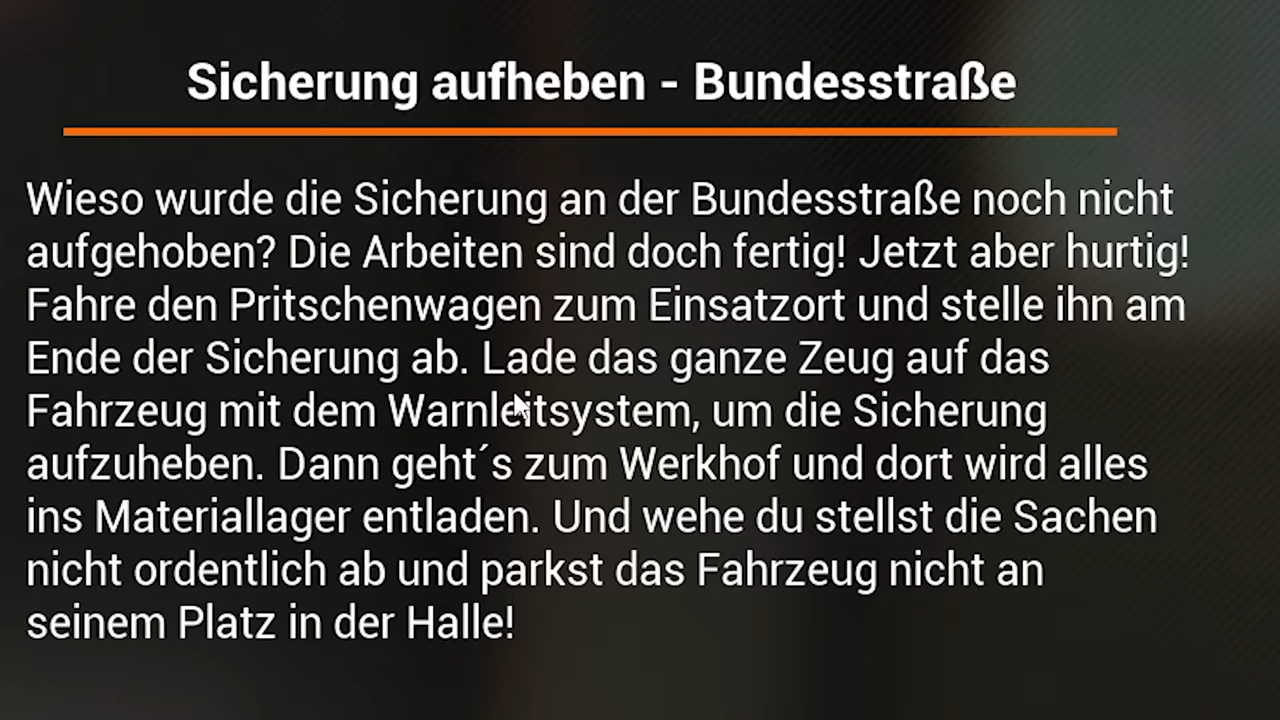 Sicherung aufheben - Bundesstraße
Wieso wurde die Sicherung an der Bundesstraße noch nicht
aufgehoben? Die Arbeiten sind doch fertig! Jetzt aber hurtig!
Fahre den Pritschenwagen zum Einsatzort und stelle ihn am
Ende der Sicherung ab. Lade das ganze Zeug auf das
Fahrzeug mit dem Warnleitsystem, um die Sicherung
aufzuheben. Dann geht´s zum Werkhof und dort wird alles
ins Materiallager entladen. Und wehe du stellst die Sachen
nicht ordentlich ab und parkst das Fahrzeug nicht an
seinem Platz in der Halle!